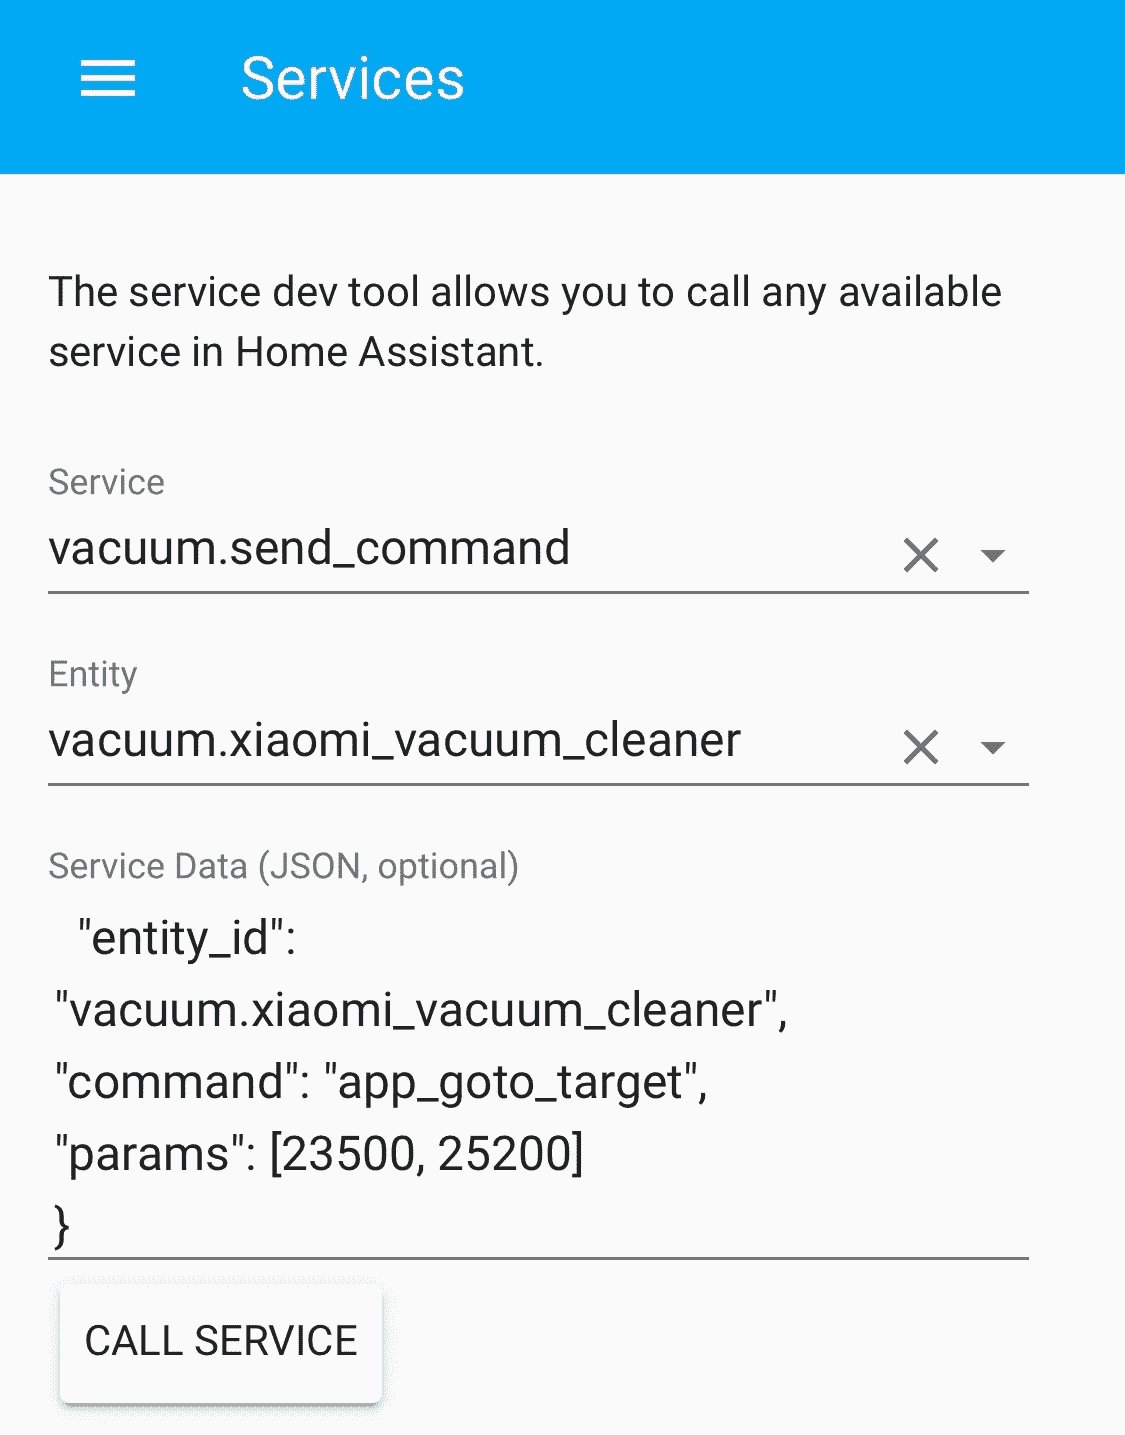 Services
The service dev tool allows you to call any available
service in Home Assistant.
Service
vacuum.send_command
Entity
vacuum.xiaomi_vacuum_cleaner
Service Data (JSON, optional)
"entity_id":
"vacuum.xiaomi_vacuum_cleaner",
"command": "app_goto_target",
"params": [23500, 25200]
}
CALL SERVICE